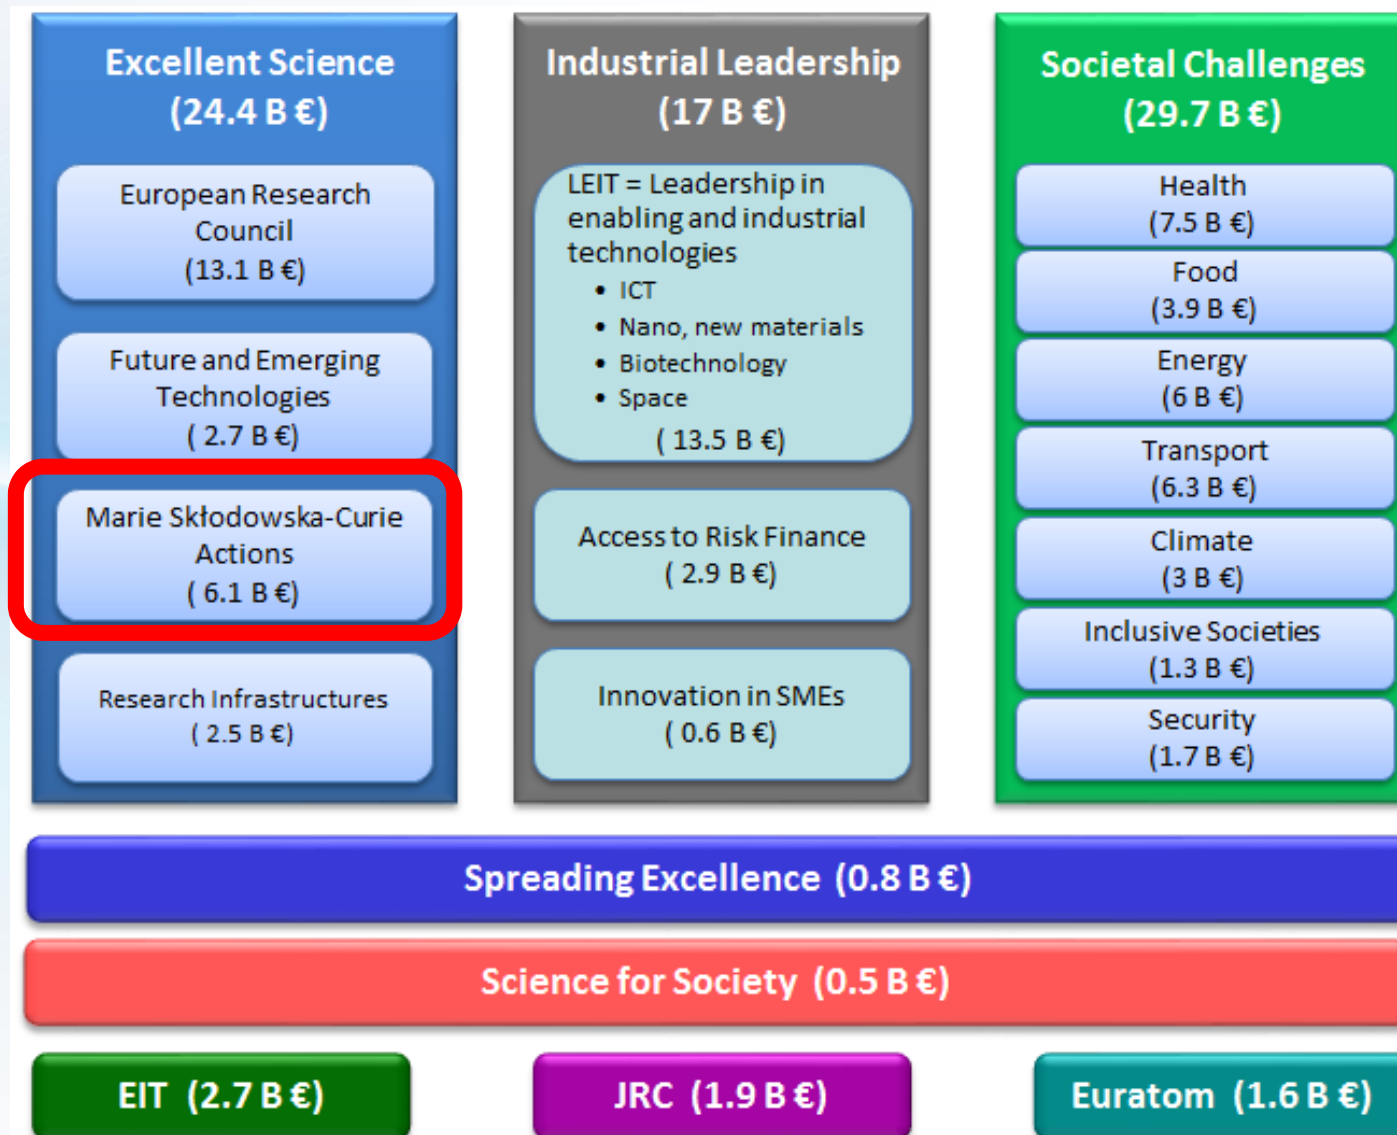 Excellent Science
(24.4 B €)
European Research
Council
(13.1 B €)
Future and Emerging
Technologies
( 2.7 B €)
Marie Skłodowska-Curie
Actions
( 6.1 B €)
Research Infrastructures
( 2.5 B €)
Industrial Leadership
(17 B €)
LEIT = Leadership in
enabling and industrial
technologies
• ICT
• Nano, new materials
• Biotechnology
• Space
( 13.5 B €)
Access to Risk Finance
( 2.9 B €)
Innovation in SMEs
( 0.6 B €)
Societal Challenges
(29.7 B €)
Health
(7.5 B €)
Food
(3.9 B €)
Energy
(6 B €)
Transport
(6.3 B €)
Climate
(3 B €)
Inclusive Societies
(1.3 B €)
Security
(1.7 B €)
Spreading Excellence (0.8 B €)
Science for Society (0.5 B €)
EIT (2.7 B €)
JRC (1.9 B €)
Euratom (1.6 B €)